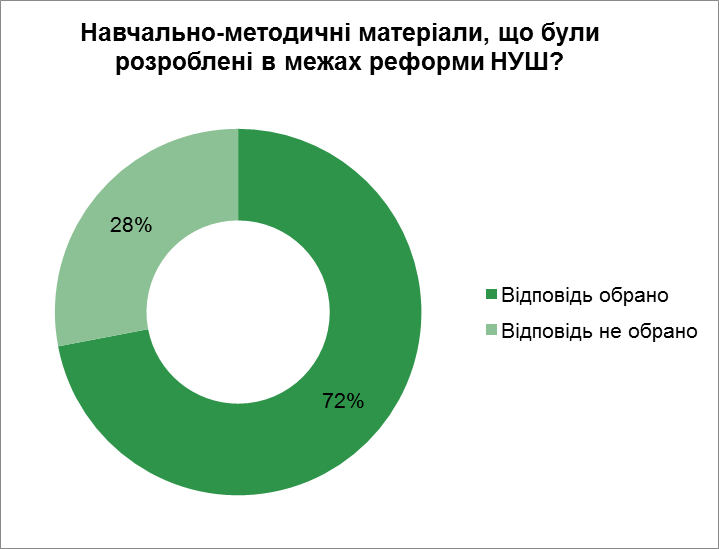 Навчально-методичні матеріали, що були
розроблені в межах реформи НУШ?
28%
72%
Відповідь обрано
Відповідь не обрано